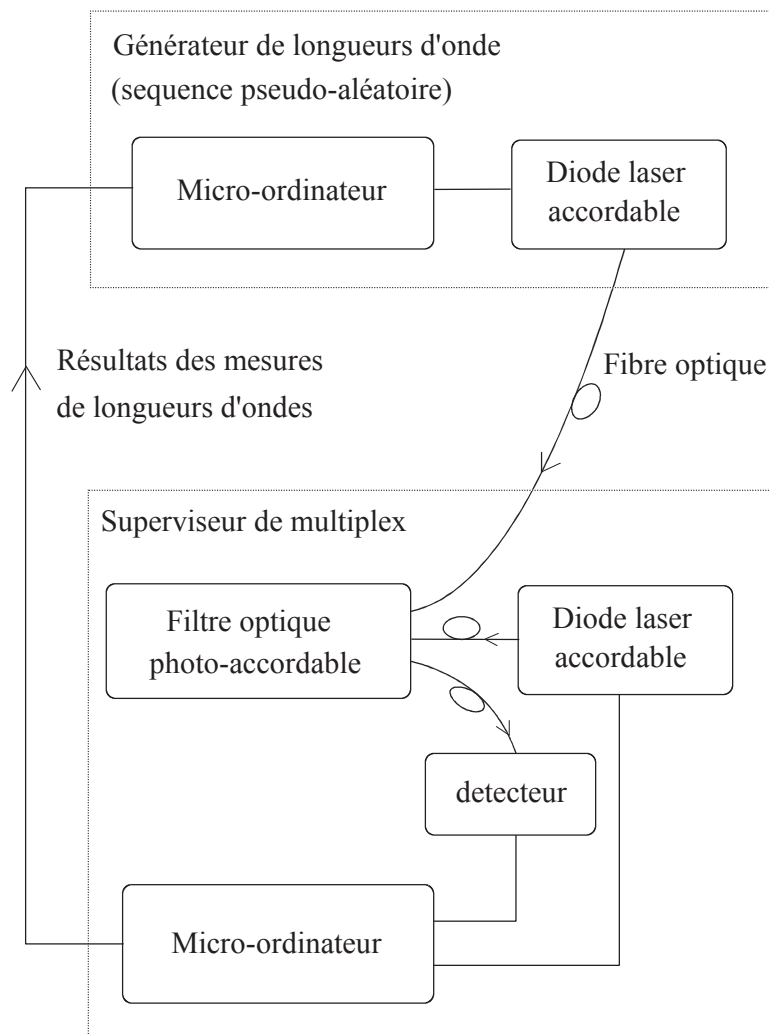 Générateur de longueurs d'onde
(sequence pseudo-aléatoire)
Micro-ordinateur
Diode laser
accordable
Résultats des mesures
de longueurs d'ondes
Fibre optique
Superviseur de multiplex
Filtre optique
photo-accordable
Diode laser
accordable
detecteur
Micro-ordinateur